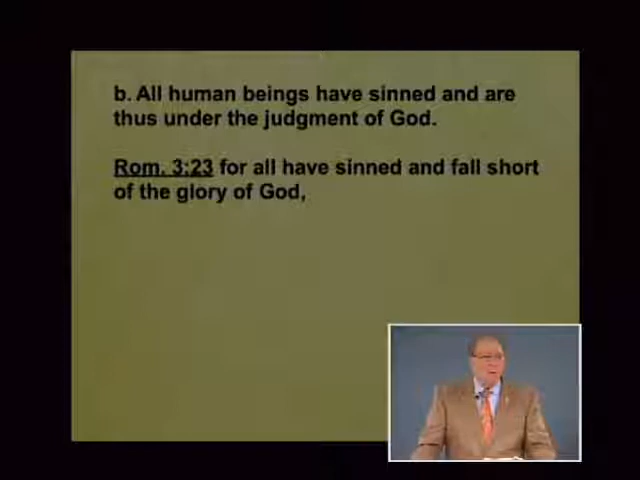 b. All human beings have sinned and are
thus under the judgment of God.
Rom. 3:23 for all have sinned and fall short
of the glory of God,